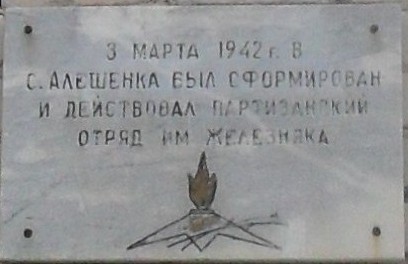 3 МАРТА 1942 г. В
С. АЛЕШЕНКА БЫЛ СФОРМИРОВАН
И ДЕЙСТВОВАЛ ПАРТИЗАНСКИЙ
ОТРЯД ИМ ЖЕЛЕЗНЯКА